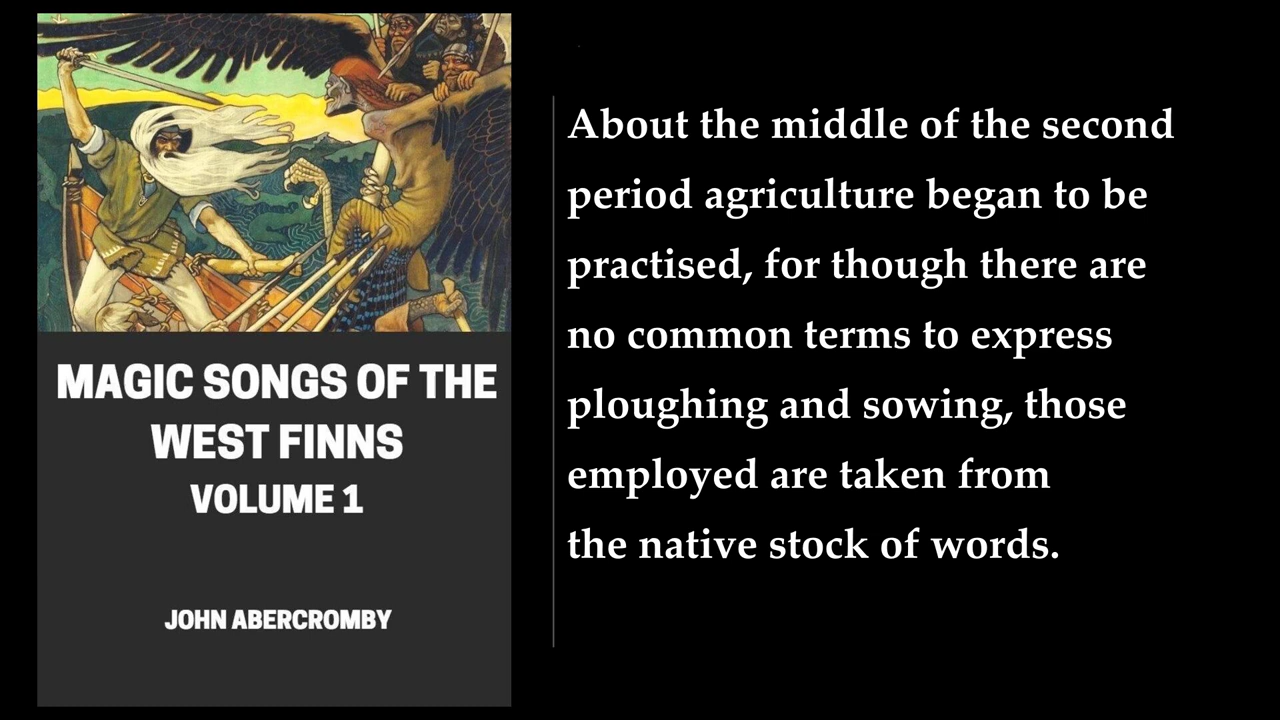 MAGIC SONGS OF THE
WEST FINNS
VOLUME 1
JOHN ABERCROMBY
About the middle of the second
period agriculture began to be
practised, for though there are
no common terms to express
ploughing and sowing, those
employed are taken from
the native stock of words.